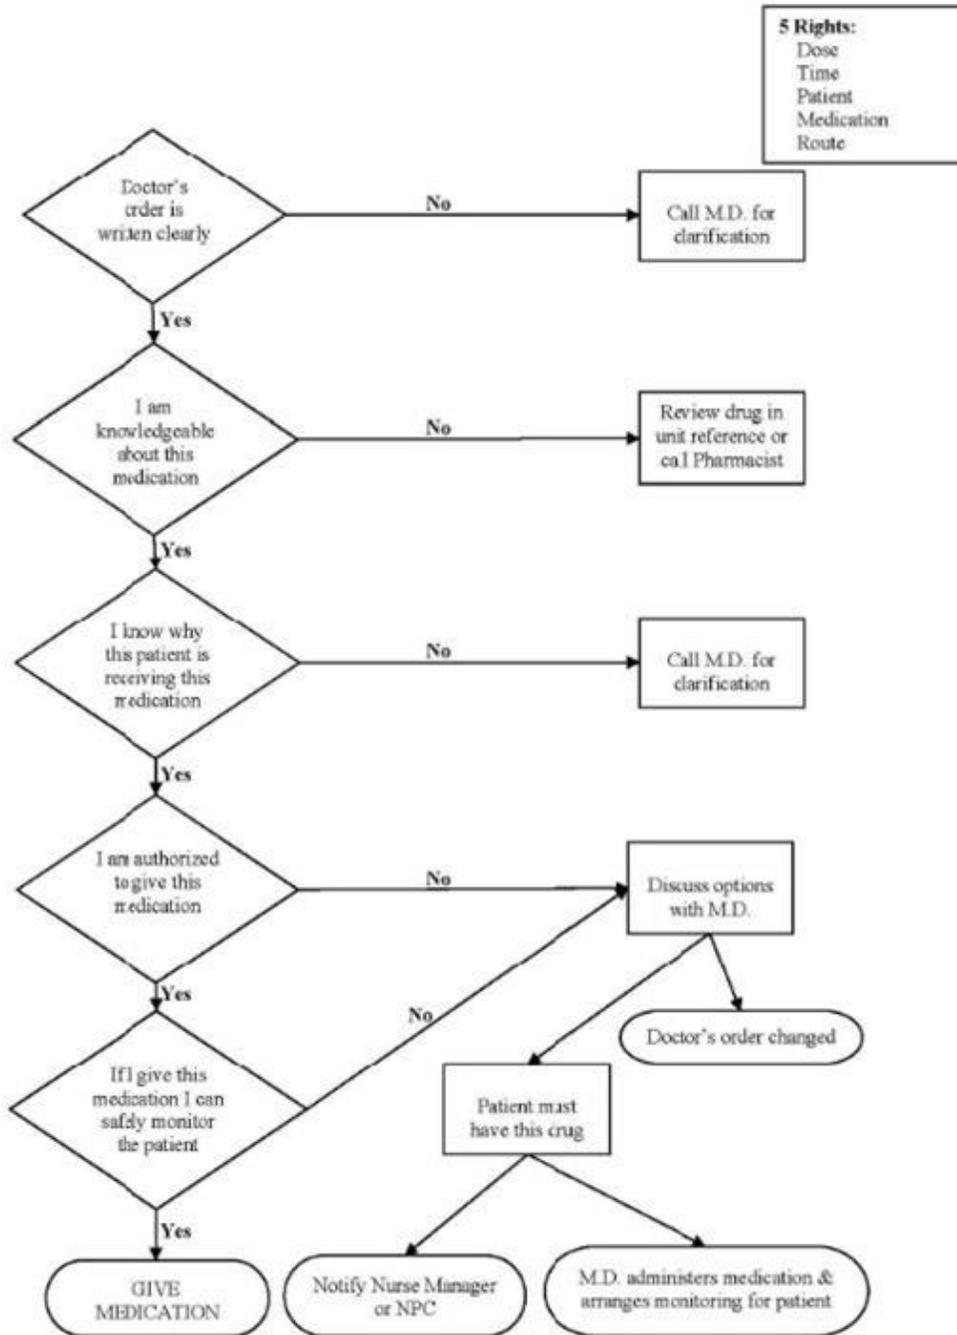 5 Rights:
Dose
Time
Patient
Medication
Route
Doctor's
order is
written clearly
No
Call M.D. for
clarification
Yes
I am
knowledgeable
about this
medication
No
Review drug in
unit reference or
call Pharmacist
Yes
I know why
this patient is
receiving this
medication
No
Call M.D. for
clarification
Yes
I am authorized
to give this
medication
No
Discuss options
with M.D.
Yes
No
Doctor's order changed
If I give this
medication I can
safely monitor
the patient
Patient must
have this drug
Yes
GIVE
MEDICATION
Notify Nurse Manager
or NPC
M.D. administers medication &
arranges monitoring for patient